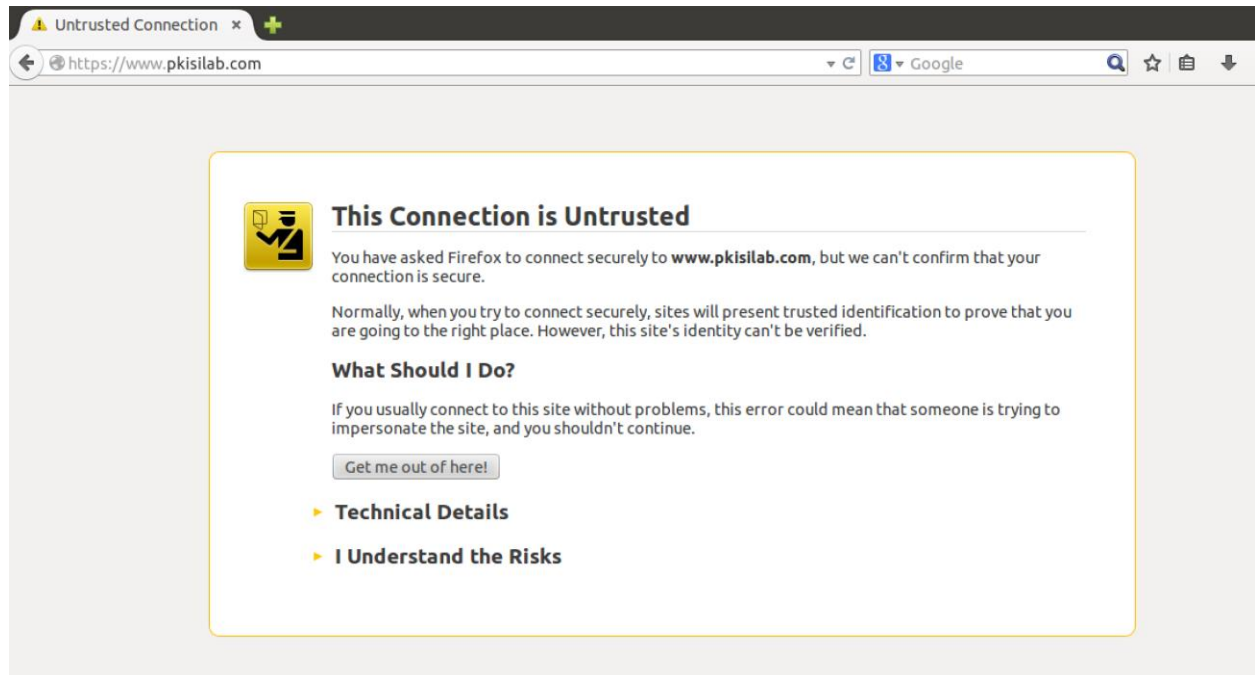 Untrusted Connection
https://www.pkisilab.com
Google
This Connection is Untrusted
You have asked Firefox to connect securely to www.pkisilab.com, but we can't confirm that your
connection is secure.
Normally, when you try to connect securely, sites will present trusted identification to prove that you
are going to the right place. However, this site's identity can't be verified.
What Should I Do?
If you usually connect to this site without problems, this error could mean that someone is trying to
impersonate the site, and you shouldn't continue.
Get me out of here!
Technical Details
I Understand the Risks